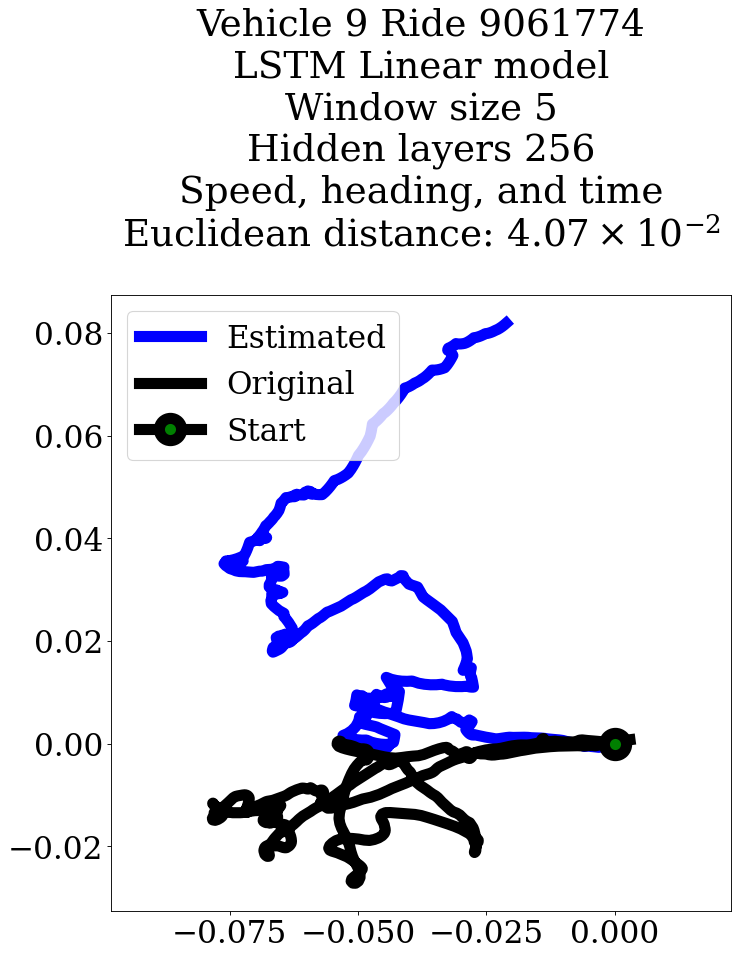 Vehicle 9 Ride 9061774
LSTM Linear model
Window size 5
Hidden layers 256
Speed, heading, and time
Euclidean distance: 4.07 × 10⁻²
Estimated
Original
Start
0.08
0.06
0.04
0.02
0.00
−0.02
−0.075 −0.050 −0.025 0.000